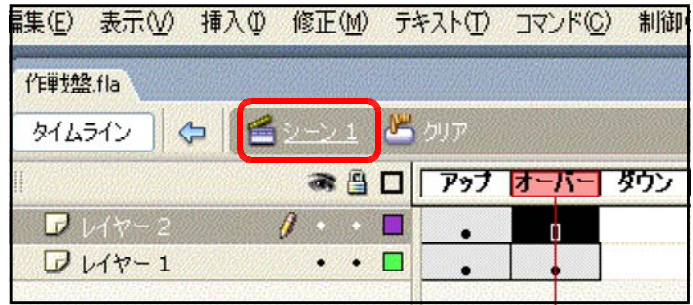 編集(E) 表示(V) 挿入(I) 修正(M) テキスト(T) コマンド(C) 制御
作戦盤.fla
タイムライン シーン 1 クリア
アップ オーバー ダウン
レイヤー 2
レイヤー 1